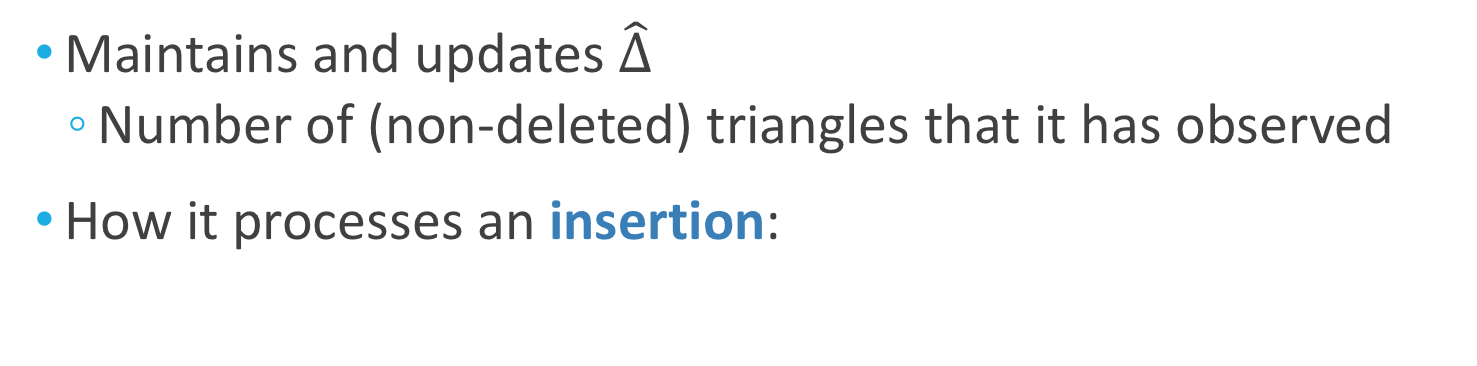 • Maintains and updates Δ̂
◦ Number of (non-deleted) triangles that it has observed
• How it processes an insertion: